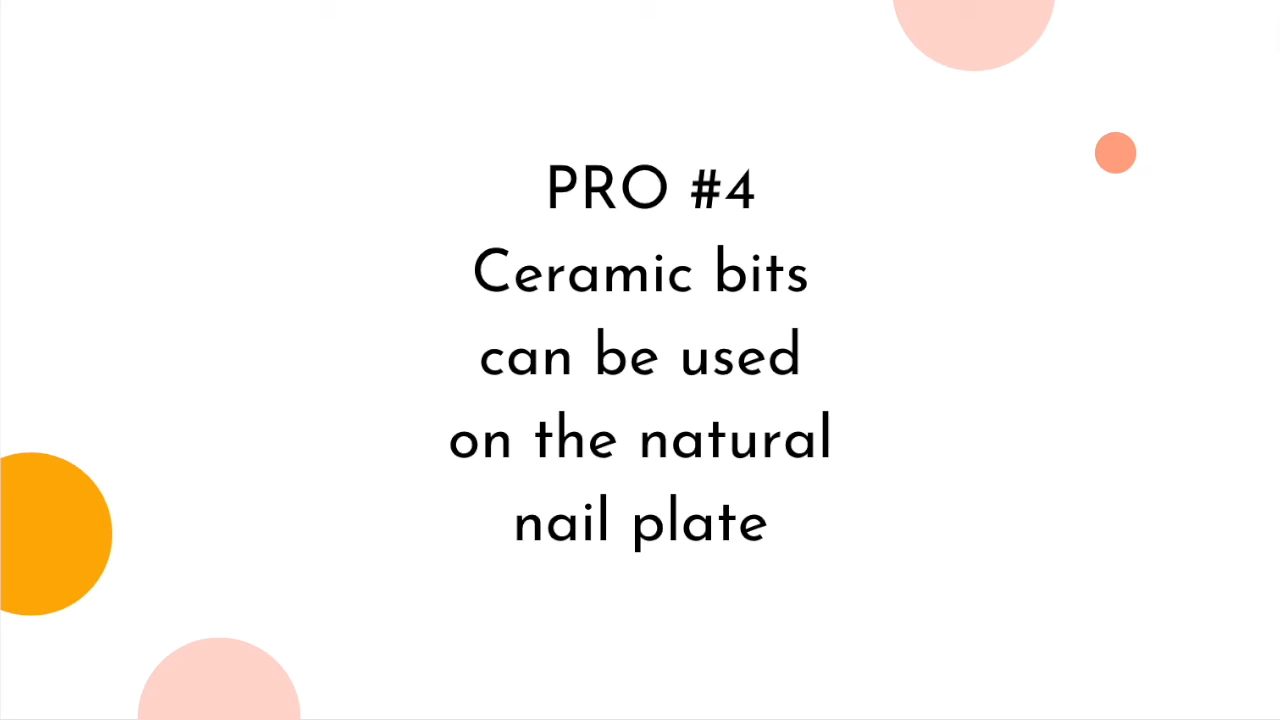 PRO #4
Ceramic bits
can be used
on the natural
nail plate